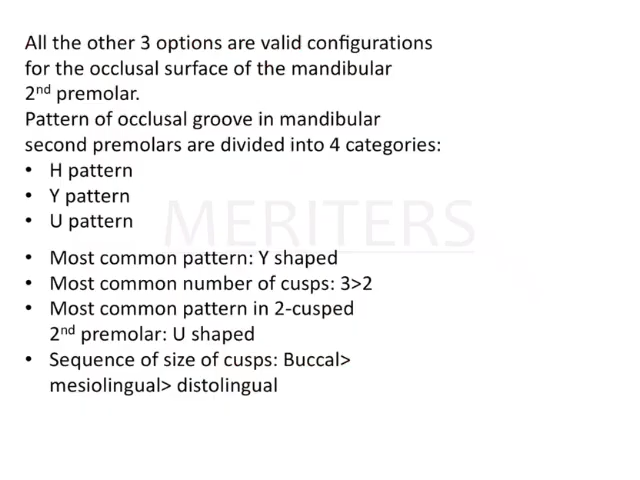 All the other 3 options are valid configurations
for the occlusal surface of the mandibular
2nd premolar.
Pattern of occlusal groove in mandibular
second premolars are divided into 4 categories:
• H pattern
• Y pattern
• U pattern
MERITERS
• Most common pattern: Y shaped
• Most common number of cusps: 3>2
• Most common pattern in 2-cusped
2nd premolar: U shaped
• Sequence of size of cusps: Buccal>
mesiolingual> distolingual